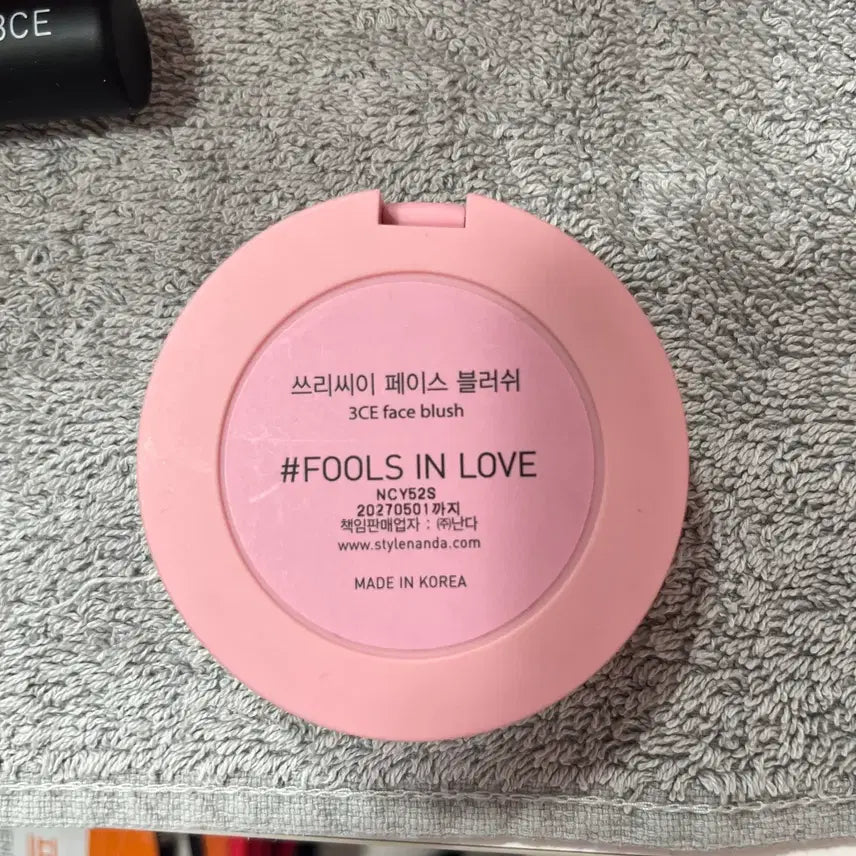 3CE
쓰리씨이 페이스 블러쉬
3CE face blush
#FOOLS IN LOVE
NCY52S
20270501까지
책임판매업자 : ㈜난다
www.stylenanda.com
MADE IN KOREA